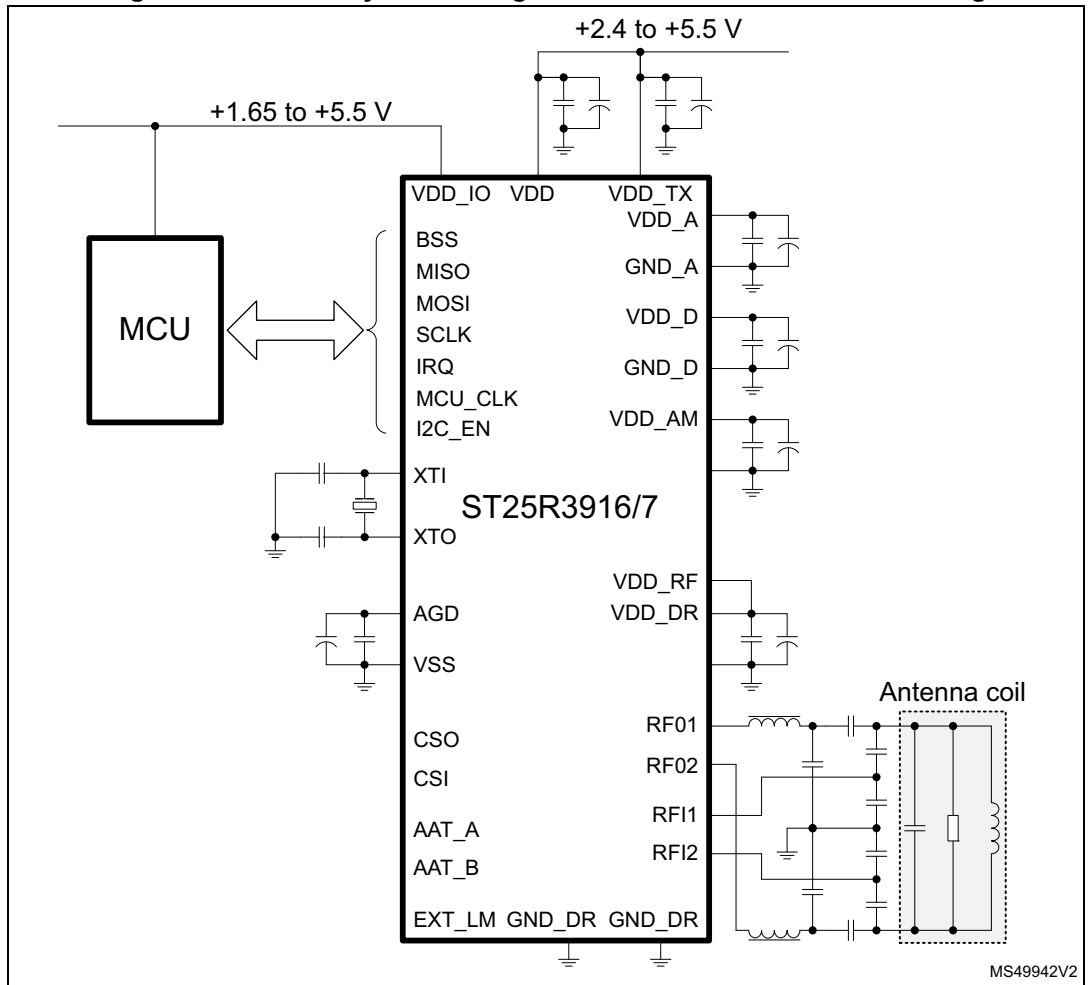 +2.4 to +5.5 V
+1.65 to +5.5 V
VDD_IO VDD VDD_TX
VDD_A
BSS
GND_A
MISO
MOSI
VDD_D
MCU
SCLK
IRQ
GND_D
MCU_CLK
VDD_AM
I2C_EN
XTI
ST25R3916/7
XTO
VDD_RF
AGD
VDD_DR
VSS
Antenna coil
RF01
CSO
RF02
CSI
RFI1
AAT_A
RFI2
AAT_B
EXT_LM GND_DR GND_DR
MS49942V2